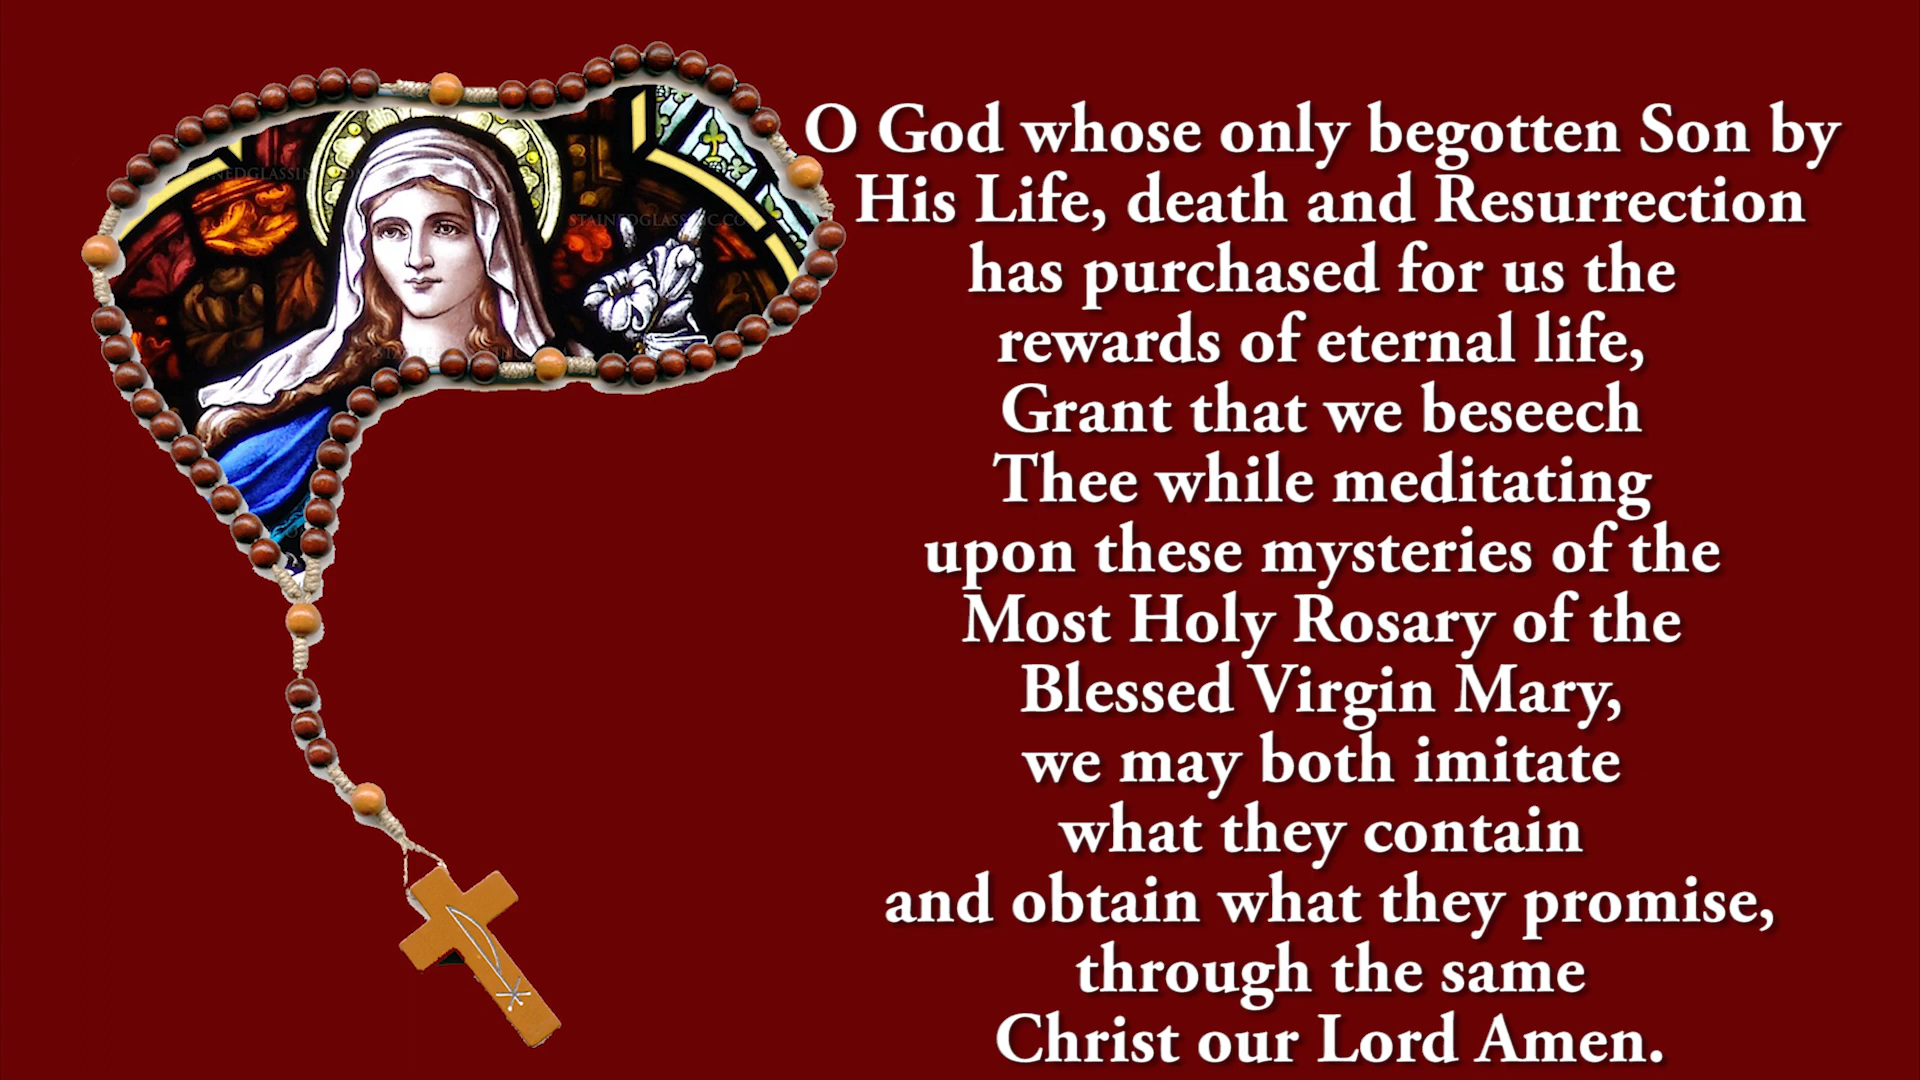 O God whose only begotten Son by
His Life, death and Resurrection
has purchased for us the
rewards of eternal life,
Grant that we beseech
Thee while meditating
upon these mysteries of the
Most Holy Rosary of the
Blessed Virgin Mary,
we may both imitate
what they contain
and obtain what they promise,
through the same
Christ our Lord Amen.